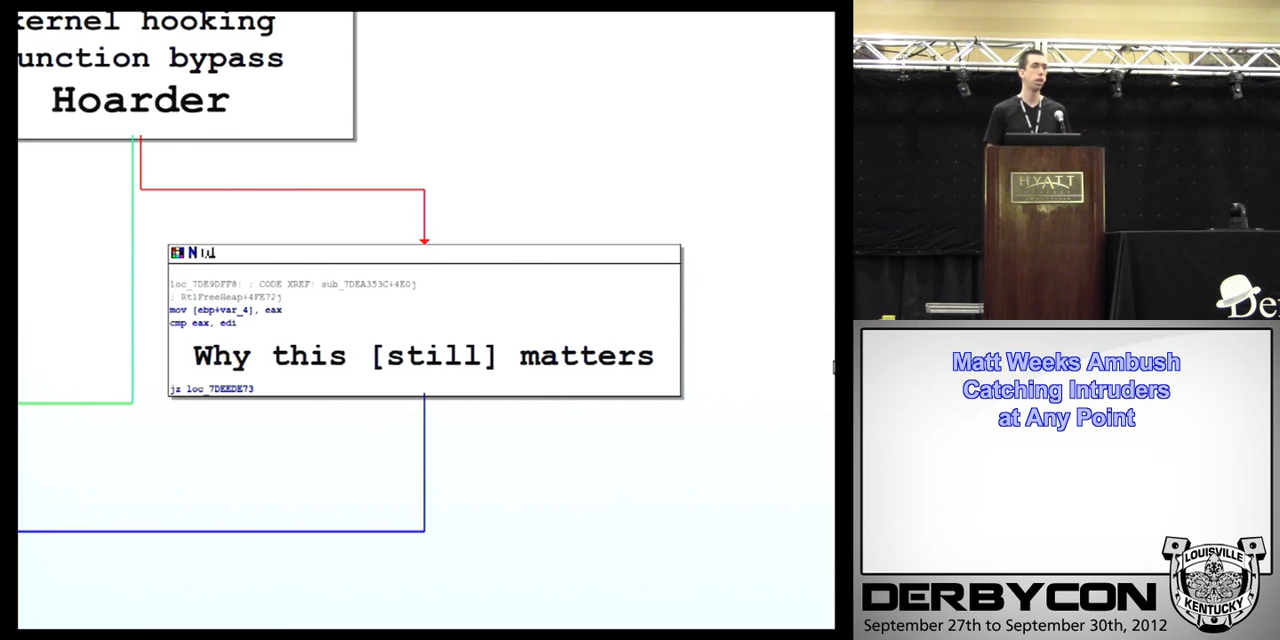 kernel hooking
unction bypass
Hoarder
loc_7DE9DFF8: ; CODE XREF: sub_7DEA353C+4E0j
; RtlFreeHeap+4FE72j
mov [ebp+var_4], eax
cmp eax, edi
Why this [still] matters
jz loc_7DEEDE73
HYATT
De
Matt Weeks Ambush
Catching Intruders
at Any Point
DERBYCON
September 27th to September 30th, 2012
LOUISVILLE
KENTUCKY